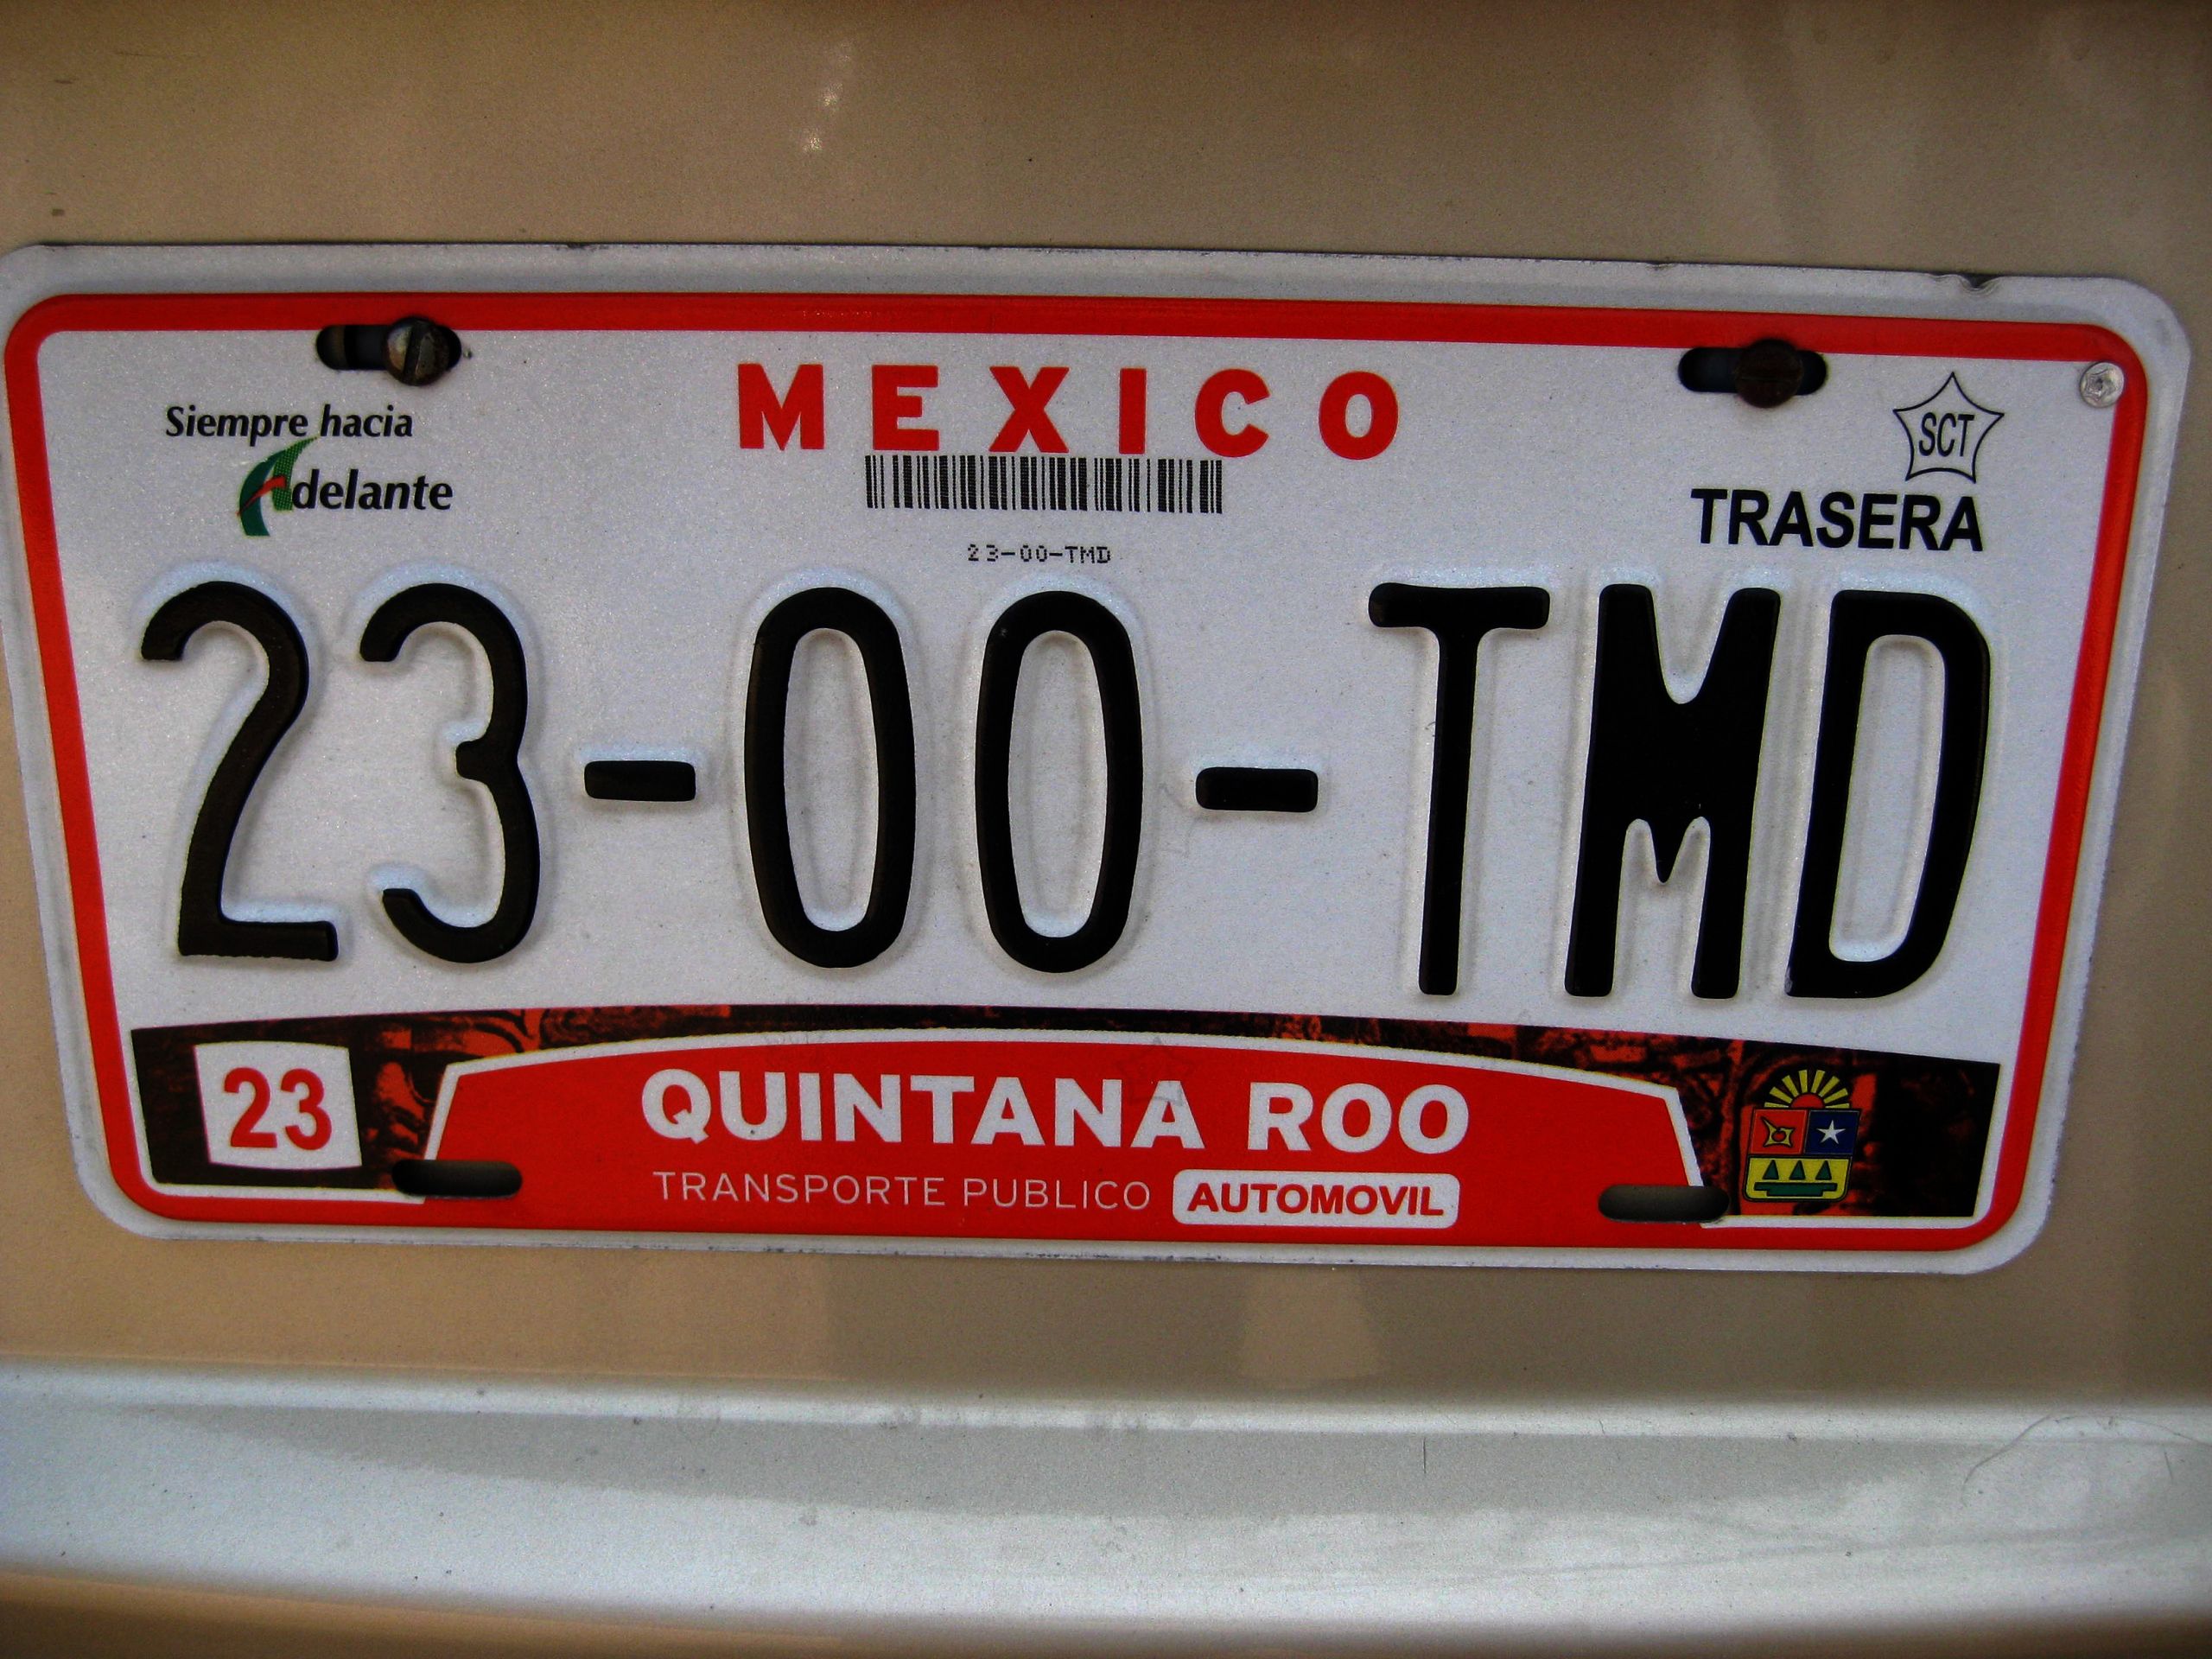 MEXICO
Siempre hacia
Adelante
SCT
TRASERA
23-00-TMD
23-00-TMD
23
QUINTANA ROO
TRANSPORTE PUBLICO AUTOMOVIL